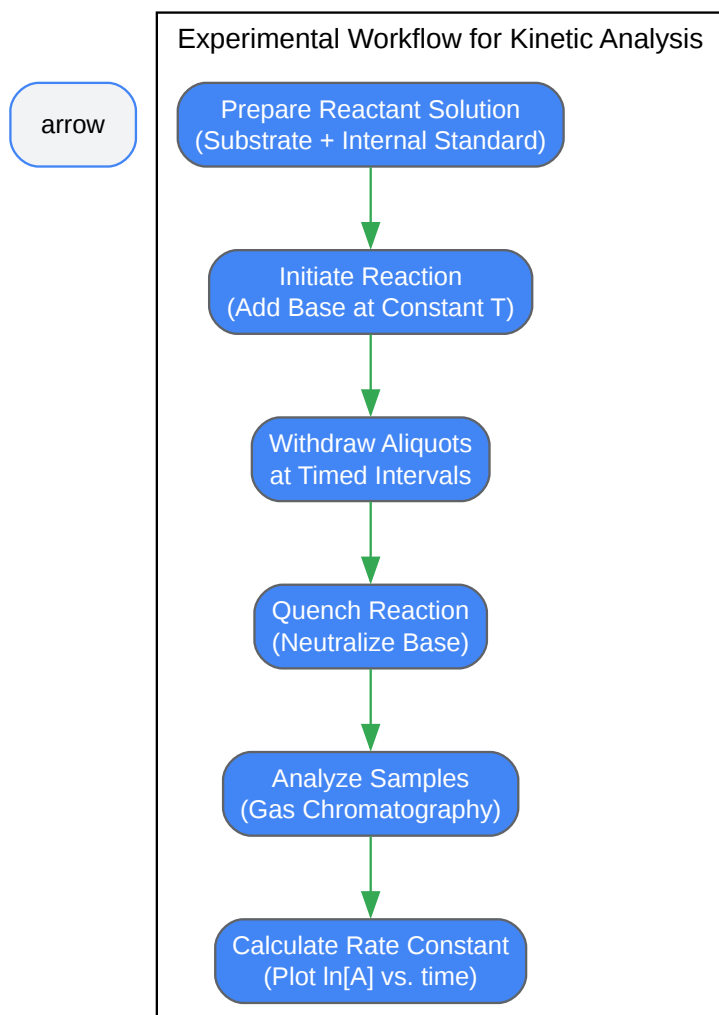 Experimental Workflow for Kinetic Analysis
arrow
Prepare Reactant Solution
(Substrate + Internal Standard)
Initiate Reaction
(Add Base at Constant T)
Withdraw Aliquots
at Timed Intervals
Quench Reaction
(Neutralize Base)
Analyze Samples
(Gas Chromatography)
Calculate Rate Constant
(Plot ln[A] vs. time)